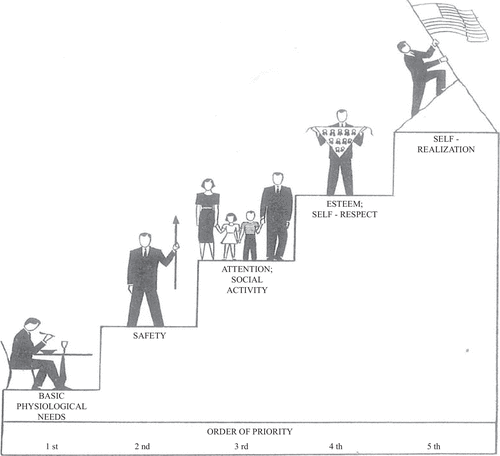 SELF -
REALIZATION
ESTEEM;
SELF - RESPECT
ATTENTION;
SOCIAL
ACTIVITY
SAFETY
BASIC
PHYSIOLOGICAL
NEEDS
ORDER OF PRIORITY
1 st 2 nd 3 rd 4 th 5 th